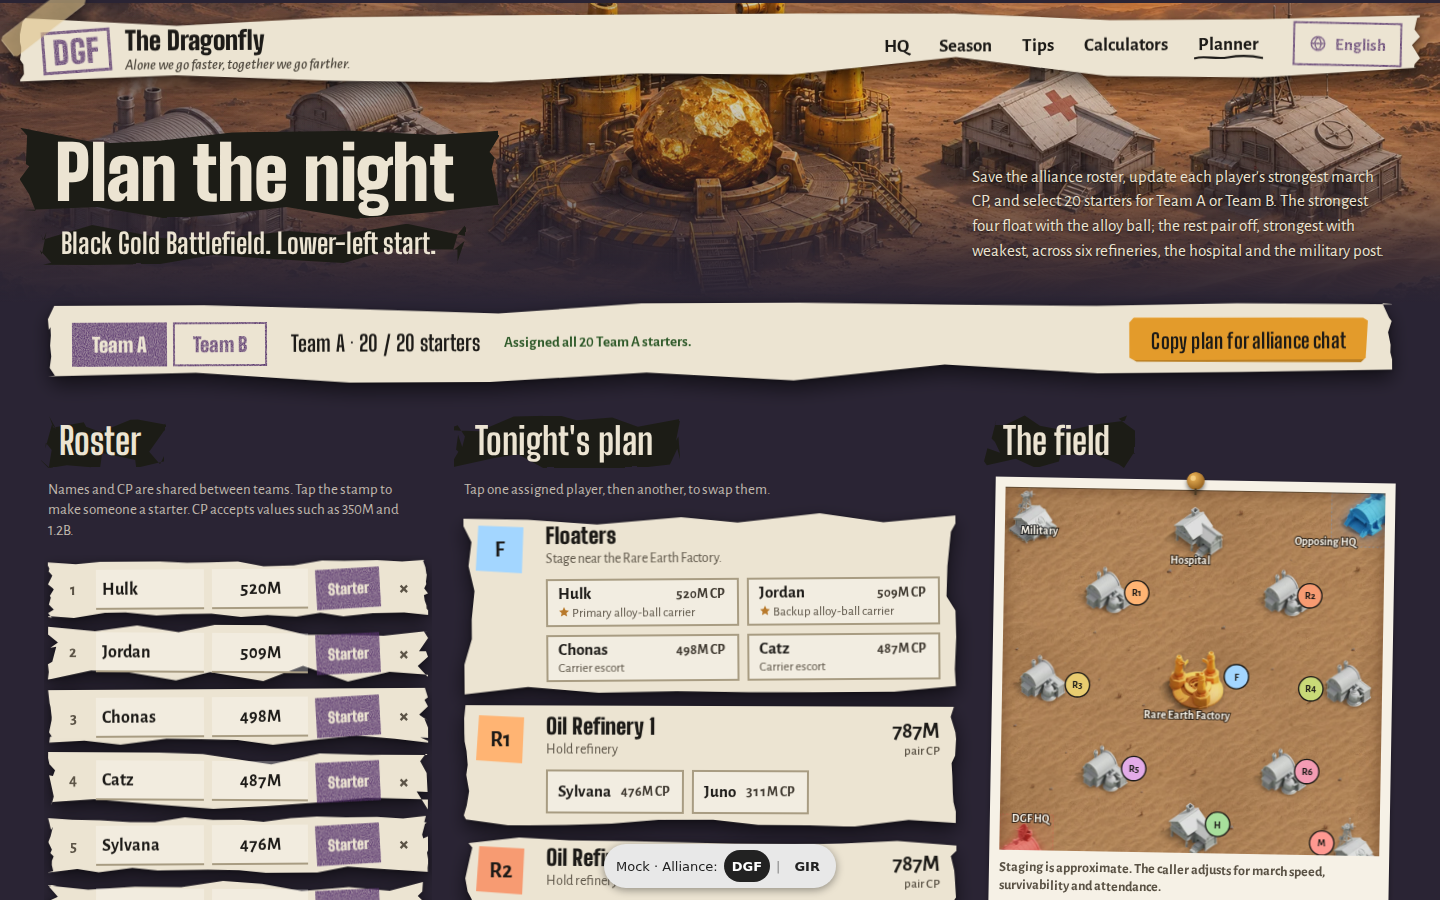 DGF
The Dragonfly
Alone we go faster, together we go farther.
HQ Season Tips Calculators Planner
English
Plan the night
Black Gold Battlefield. Lower-left start.
Save the alliance roster, update each player's strongest march
CP, and select 20 starters for Team A or Team B. The strongest
four float with the alloy ball; the rest pair off, strongest with
weakest, across six refineries, the hospital and the military post.
Team A Team B Team A · 20 / 20 starters Assigned all 20 Team A starters.
Copy plan for alliance chat
Roster
Names and CP are shared between teams. Tap the stamp to
make someone a starter. CP accepts values such as 350M and
1.2B.
1 Hulk 520M Starter ×
2 Jordan 509M Starter ×
3 Chonas 498M Starter ×
4 Catz 487M Starter ×
5 Sylvana 476M Starter ×
Tonight's plan
Tap one assigned player, then another, to swap them.
F
Floaters
Stage near the Rare Earth Factory.
Hulk 520M CP
★ Primary alloy-ball carrier
Jordan 509M CP
★ Backup alloy-ball carrier
Chonas 498M CP
Carrier escort
Catz 487M CP
Carrier escort
R1
Oil Refinery 1
Hold refinery
787M
pair CP
Sylvana 476M CP
Juno 311M CP
R2
Hold
787M
pair CP
The field
Military
Hospital
Opposing HQ
R1
R2
R3
F
R4
Rare Earth Factory
R5
R6
DGF HQ
H
M
Staging is approximate. The caller adjusts for march speed,
survivability and attendance.
Mock · Alliance: DGF | GIR